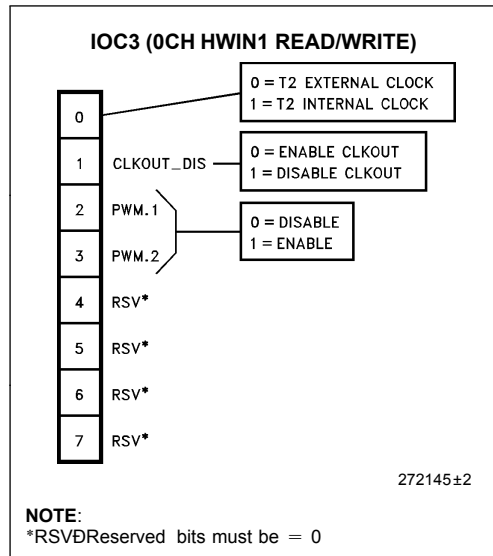 IOC3 (0CH HWIN1 READ/WRITE)
0 = T2 EXTERNAL CLOCK
1 = T2 INTERNAL CLOCK
0
1 CLKOUT_DIS
0 = ENABLE CLKOUT
1 = DISABLE CLKOUT
2 PWM.1
3 PWM.2
0 = DISABLE
1 = ENABLE
4 RSV*
5 RSV*
6 RSV*
7 RSV*
272145±2
NOTE:
*RSVÐReserved bits must be = 0